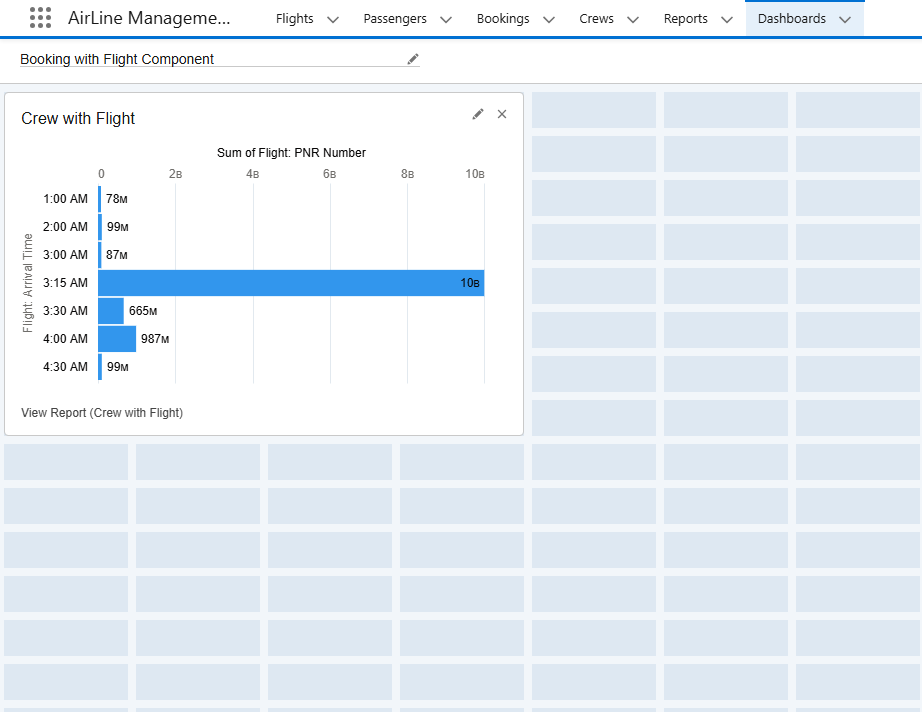 AirLine Manageme...
Flights
Passengers
Bookings
Crews
Reports
Dashboards
Booking with Flight Component
Crew with Flight
Sum of Flight: PNR Number
0 2B 4B 6B 8B 10B
Flight: Arrival Time
1:00 AM 78M
2:00 AM 99M
3:00 AM 87M
3:15 AM 10B
3:30 AM 665M
4:00 AM 987M
4:30 AM 99M
View Report (Crew with Flight)